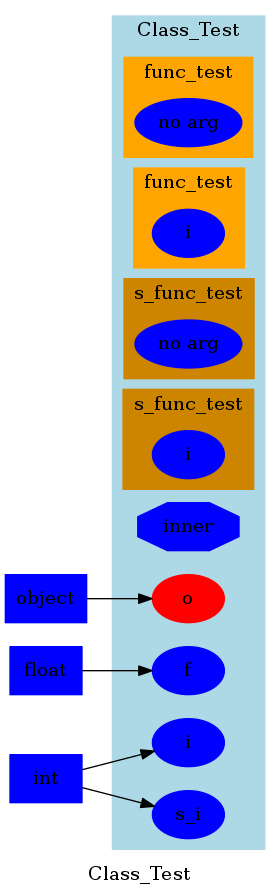 Class_Test
func_test
no arg
func_test
i
s_func_test
no arg
s_func_test
i
inner
object
o
float
f
int
i
s_i
Class_Test